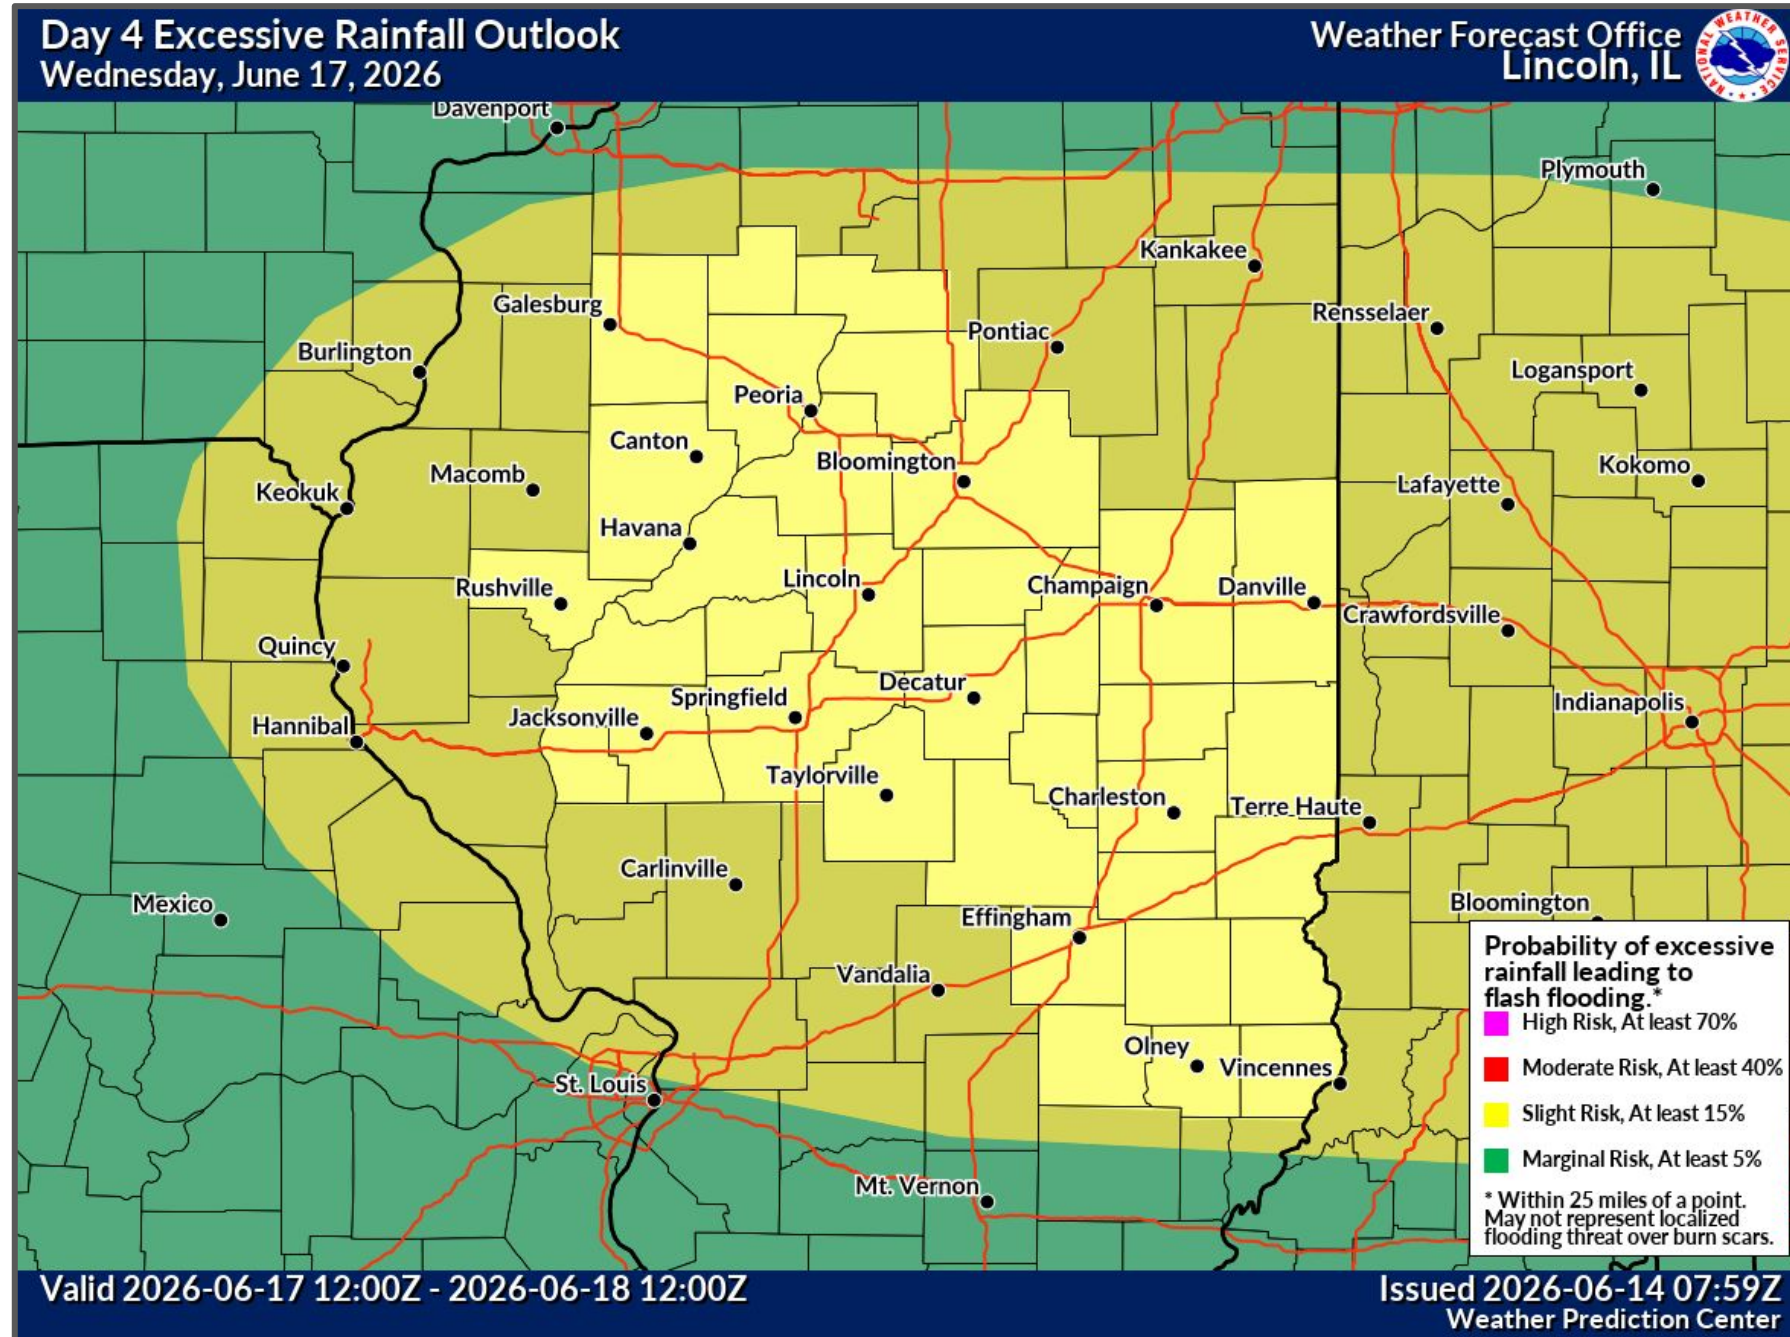 Day 4 Excessive Rainfall Outlook
Wednesday, June 17, 2026
Weather Forecast Office
Lincoln, IL
NATIONAL WEATHER SERVICE
Davenport
Plymouth
Kankakee
Galesburg
Rensselaer
Pontiac
Burlington
Logansport
Peoria
Canton
Bloomington
Kokomo
Macomb
Lafayette
Keokuk
Havana
Lincoln
Rushville
Champaign
Danville
Crawfordsville
Quincy
Decatur
Springfield
Indianapolis
Jacksonville
Hannibal
Taylorville
Charleston
Terre Haute
Carlinville
Mexico
Bloomington
Effingham
Vandalia
Olney
Vincennes
St. Louis
Mt. Vernon
Probability of excessive
rainfall leading to
flash flooding.*
High Risk, At least 70%
Moderate Risk, At least 40%
Slight Risk, At least 15%
Marginal Risk, At least 5%
* Within 25 miles of a point.
May not represent localized
flooding threat over burn scars.
Valid 2026-06-17 12:00Z - 2026-06-18 12:00Z
Issued 2026-06-14 07:59Z
Weather Prediction Center